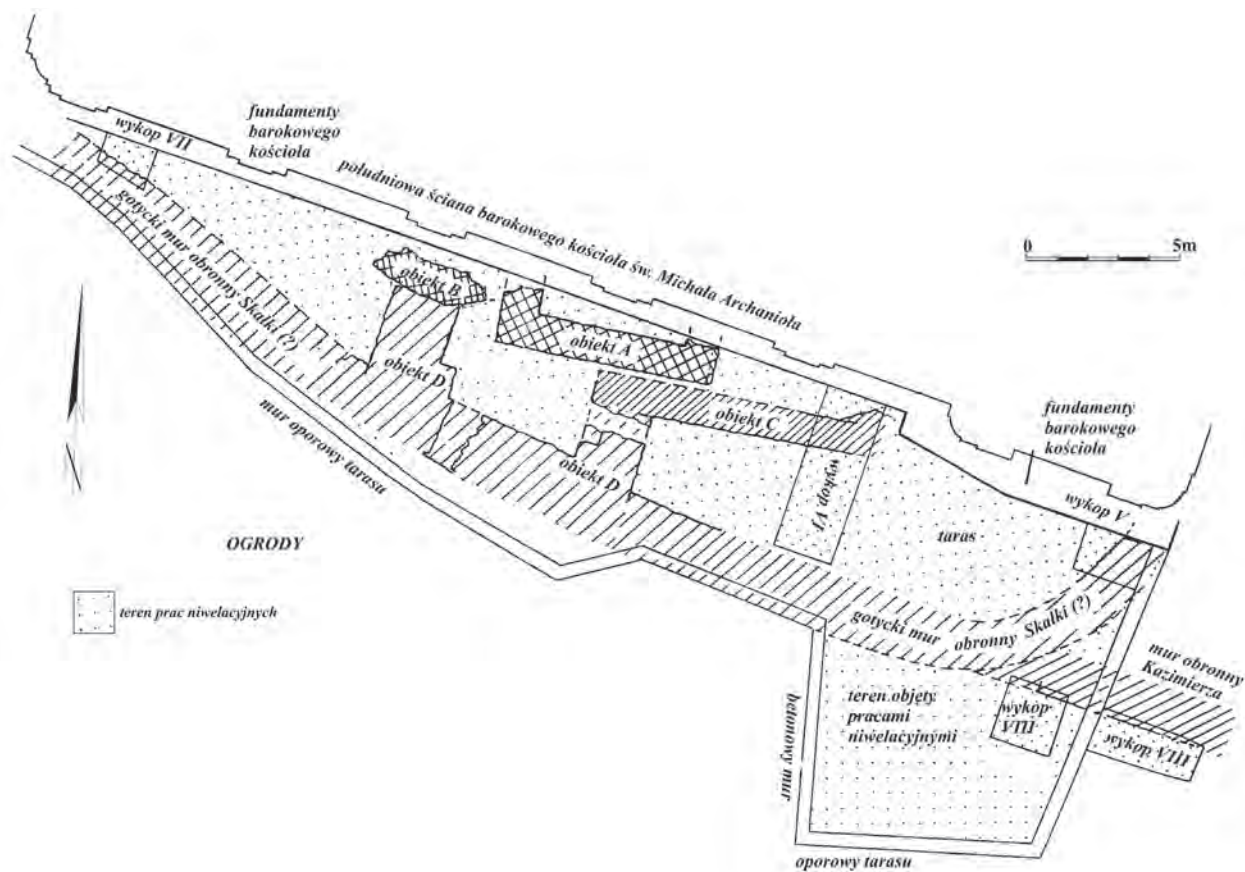 fundamenty
barokowego
kościoła
wykop VII
południowa ściana barokowego kościoła św. Michała Archanioła
0 5m
gotycki mur obronny Skałki (?)
obiekt B
obiekt A
obiekt D
obiekt C
mur oporowy tarasu
obiekt D
wykop VI
fundamenty
barokowego
kościoła
wykop V
taras
OGRODY
teren prac niwelacyjnych
gotycki mur obronny Skałki (?)
mur obronny
Kazimierza
betonowy mur
teren objęty
pracami
niwelacyjnymi
wykop
VIII
wykop VIII
oporowy tarasu